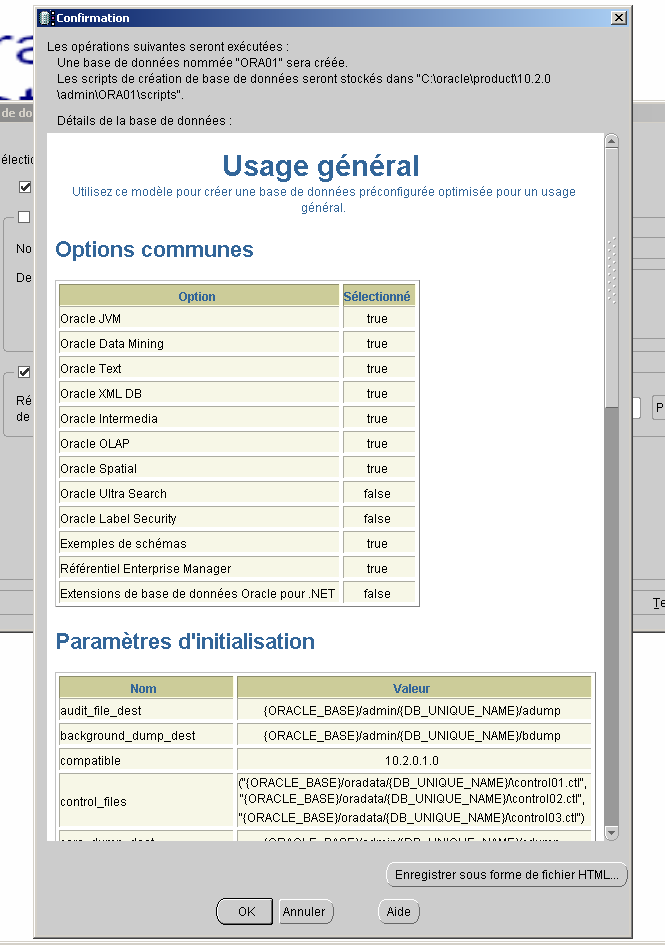 Confirmation
Les opérations suivantes seront exécutées :
Une base de données nommée "ORA01" sera créée.
Les scripts de création de base de données seront stockés dans "C:\oracle\product\10.2.0
\admin\ORA01\scripts".
Détails de la base de données :
Usage général
Utilisez ce modèle pour créer une base de données préconfigurée optimisée pour un usage
général.
Options communes
Option Sélectionné
Oracle JVM true
Oracle Data Mining true
Oracle Text true
Oracle XML DB true
Oracle Intermedia true
Oracle OLAP true
Oracle Spatial true
Oracle Ultra Search false
Oracle Label Security false
Exemples de schémas true
Référentiel Enterprise Manager true
Extensions de base de données Oracle pour .NET false
Paramètres d'initialisation
Nom Valeur
audit_file_dest {ORACLE_BASE}/admin/{DB_UNIQUE_NAME}/adump
background_dump_dest {ORACLE_BASE}/admin/{DB_UNIQUE_NAME}/bdump
compatible 10.2.0.1.0
control_files ("{ORACLE_BASE}/oradata/{DB_UNIQUE_NAME}/\control01.ctl",
"{ORACLE_BASE}/oradata/{DB_UNIQUE_NAME}/\control02.ctl",
"{ORACLE_BASE}/oradata/{DB_UNIQUE_NAME}/\control03.ctl")
Enregistrer sous forme de fichier HTML...
OK Annuler Aide